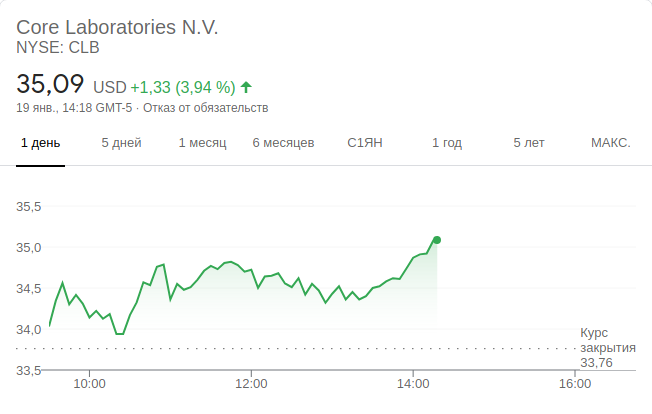 Core Laboratories N.V.
NYSE: CLB
35,09 USD +1,33 (3,94 %)
19 янв., 14:18 GMT-5 · Отказ от обязательств
1 день 5 дней 1 месяц 6 месяцев С1ЯН 1 год 5 лет МАКС.
35,5
35,0
34,5
34,0
Курс
закрытия
33,76
33,5
10:00 12:00 14:00 16:00